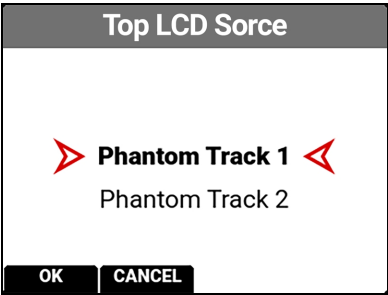 Top LCD Sorce
Phantom Track 1
Phantom Track 2
OK CANCEL